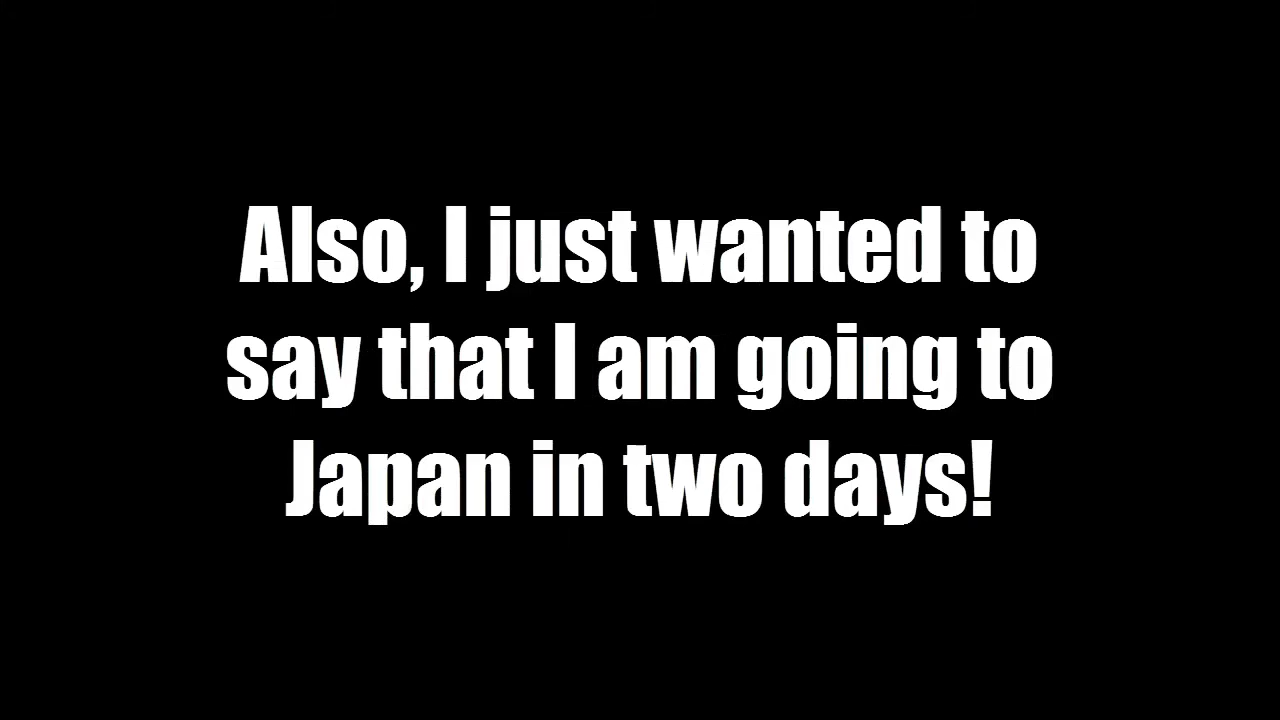 Also, I just wanted to
say that I am going to
Japan in two days!